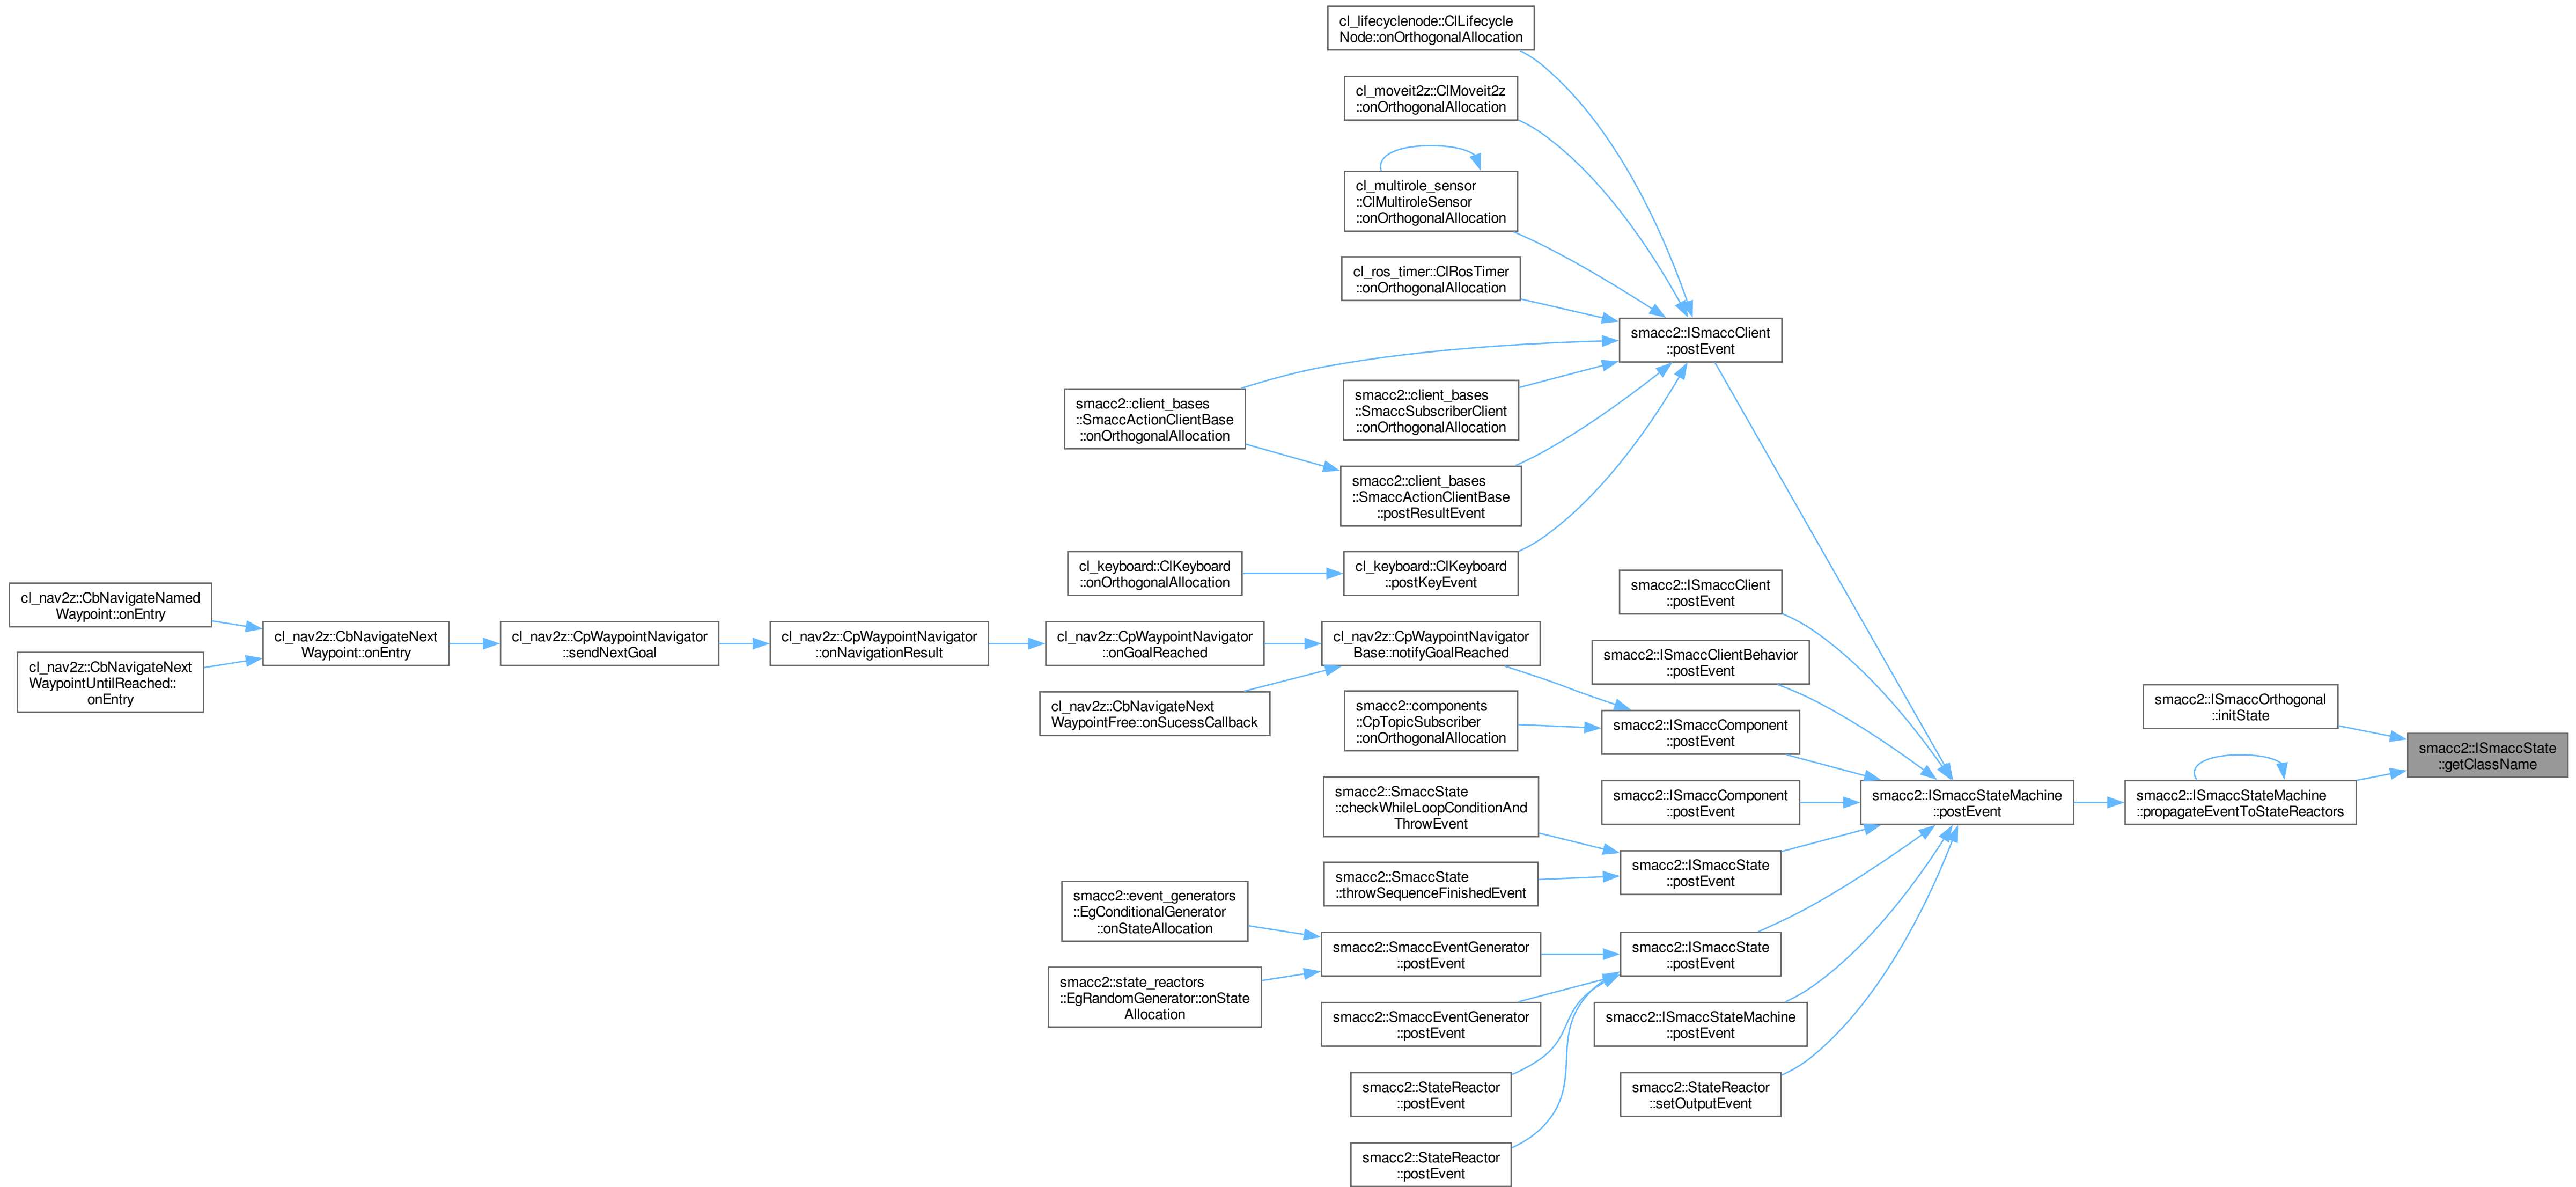 cl_lifecyclenode::ClLifecycle
Node::onOrthogonalAllocation
cl_moveit2z::ClMoveit2z
::onOrthogonalAllocation
cl_multirole_sensor
::ClMultiroleSensor
::onOrthogonalAllocation
cl_ros_timer::ClRosTimer
::onOrthogonalAllocation
smacc2::ISmaccClient
::postEvent
smacc2::client_bases
::SmaccActionClientBase
::onOrthogonalAllocation
smacc2::client_bases
::SmaccSubscriberClient
::onOrthogonalAllocation
smacc2::client_bases
::SmaccActionClientBase
::postResultEvent
cl_keyboard::ClKeyboard
::onOrthogonalAllocation
cl_keyboard::ClKeyboard
::postKeyEvent
smacc2::ISmaccClient
::postEvent
cl_nav2z::CbNavigateNamed
Waypoint::onEntry
cl_nav2z::CbNavigateNext
WaypointUntilReached::
onEntry
cl_nav2z::CbNavigateNext
Waypoint::onEntry
cl_nav2z::CpWaypointNavigator
::sendNextGoal
cl_nav2z::CpWaypointNavigator
::onNavigationResult
cl_nav2z::CpWaypointNavigator
::onGoalReached
cl_nav2z::CpWaypointNavigator
Base::notifyGoalReached
smacc2::ISmaccClientBehavior
::postEvent
cl_nav2z::CbNavigateNext
WaypointFree::onSucessCallback
smacc2::components
::CpTopicSubscriber
::onOrthogonalAllocation
smacc2::ISmaccComponent
::postEvent
smacc2::ISmaccOrthogonal
::initState
smacc2::ISmaccState
::getClassName
smacc2::SmaccState
::checkWhileLoopConditionAnd
ThrowEvent
smacc2::ISmaccComponent
::postEvent
smacc2::ISmaccStateMachine
::postEvent
smacc2::ISmaccStateMachine
::propagateEventToStateReactors
smacc2::SmaccState
::throwSequenceFinishedEvent
smacc2::ISmaccState
::postEvent
smacc2::event_generators
::EgConditionalGenerator
::onStateAllocation
smacc2::SmaccEventGenerator
::postEvent
smacc2::ISmaccState
::postEvent
smacc2::state_reactors
::EgRandomGenerator::onState
Allocation
smacc2::SmaccEventGenerator
::postEvent
smacc2::ISmaccStateMachine
::postEvent
smacc2::StateReactor
::postEvent
smacc2::StateReactor
::setOutputEvent
smacc2::StateReactor
::postEvent